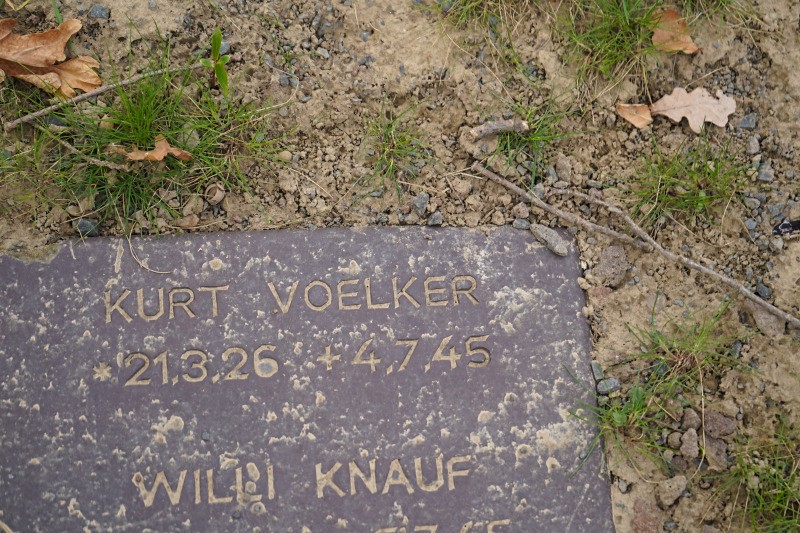 KURT VOELKER
* 21.3.26 + 4.7.45
WILLI KNAUF